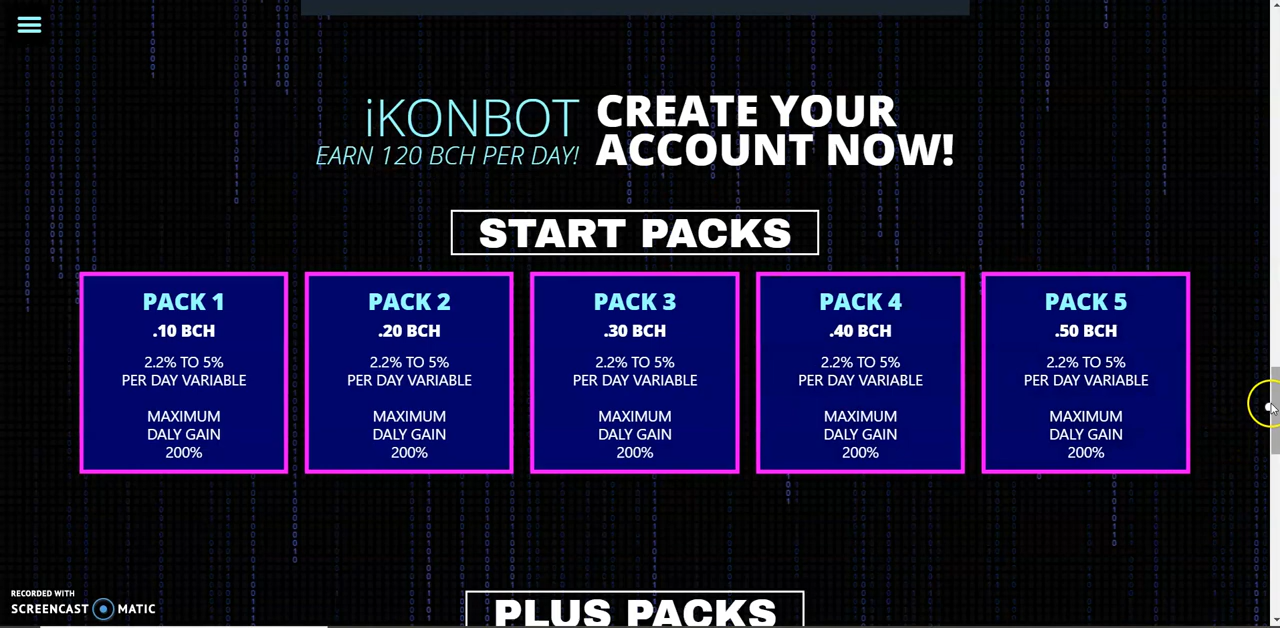 iKONBOT
EARN 120 BCH PER DAY!
CREATE YOUR
ACCOUNT NOW!
START PACKS
PACK 1
.10 BCH
2.2% TO 5%
PER DAY VARIABLE
MAXIMUM
DALY GAIN
200%
PACK 2
.20 BCH
2.2% TO 5%
PER DAY VARIABLE
MAXIMUM
DALY GAIN
200%
PACK 3
.30 BCH
2.2% TO 5%
PER DAY VARIABLE
MAXIMUM
DALY GAIN
200%
PACK 4
.40 BCH
2.2% TO 5%
PER DAY VARIABLE
MAXIMUM
DALY GAIN
200%
PACK 5
.50 BCH
2.2% TO 5%
PER DAY VARIABLE
MAXIMUM
DALY GAIN
200%
RECORDED WITH
SCREENCAST MATIC
PLUS PACKS